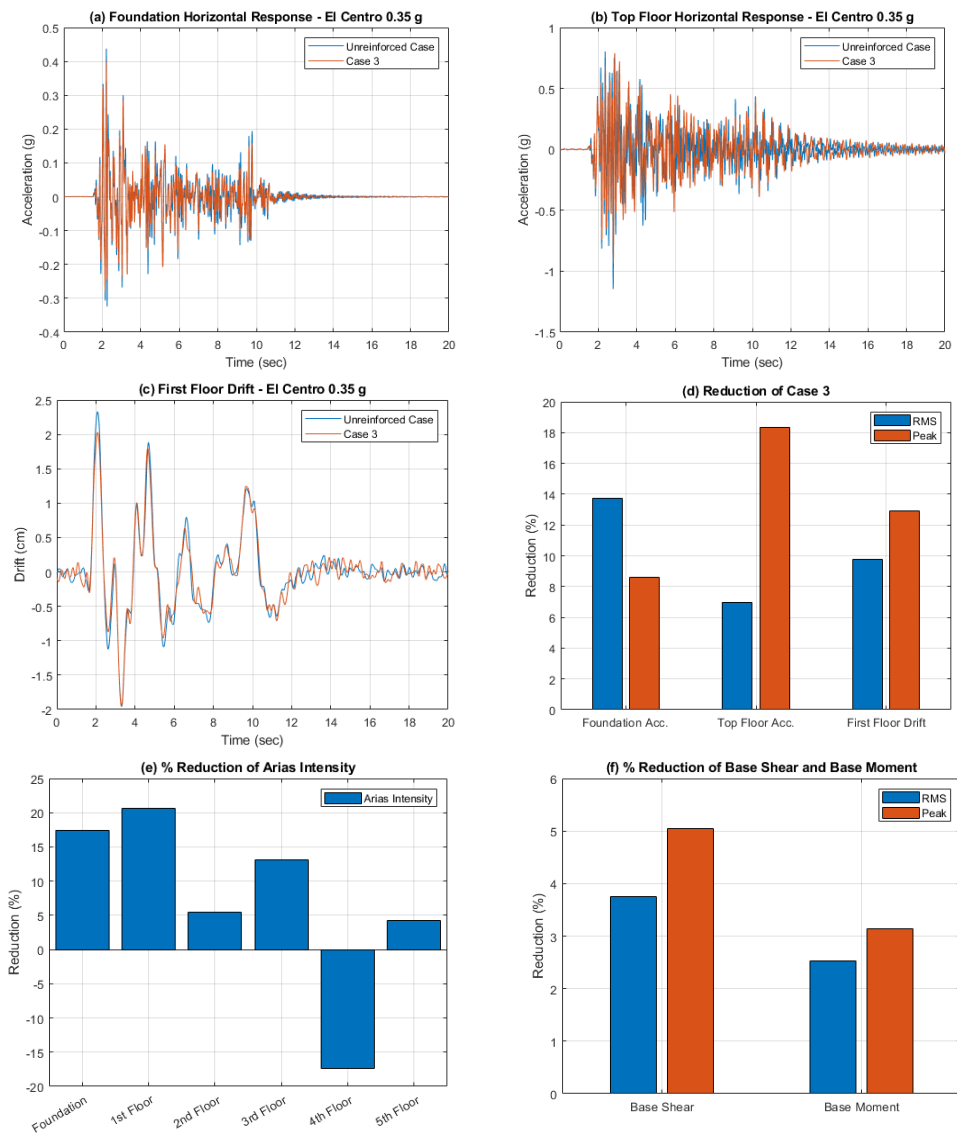 (a) Foundation Horizontal Response - El Centro 0.35 g
0.5
0.4
0.3
0.2
0.1
0
-0.1
-0.2
-0.3
-0.4
Acceleration (g)
Unreinforced Case
Case 3
0 2 4 6 8 10 12 14 16 18 20
Time (sec)
(b) Top Floor Horizontal Response - El Centro 0.35 g
1
0.5
0
-0.5
-1
-1.5
Acceleration (g)
Unreinforced Case
Case 3
0 2 4 6 8 10 12 14 16 18 20
Time (sec)
(c) First Floor Drift - El Centro 0.35 g
2.5
2
1.5
1
0.5
0
-0.5
-1
-1.5
-2
Drift (cm)
Unreinforced Case
Case 3
0 2 4 6 8 10 12 14 16 18 20
Time (sec)
(d) Reduction of Case 3
20
18
16
14
12
10
8
6
4
2
0
Reduction (%)
RMS
Peak
Foundation Acc. Top Floor Acc. First Floor Drift
(e) % Reduction of Arias Intensity
25
20
15
10
5
0
-5
-10
-15
-20
Reduction (%)
Arias Intensity
Foundation 1st Floor 2nd Floor 3rd Floor 4th Floor 5th Floor
(f) % Reduction of Base Shear and Base Moment
6
5
4
3
2
1
0
Reduction (%)
RMS
Peak
Base Shear Base Moment